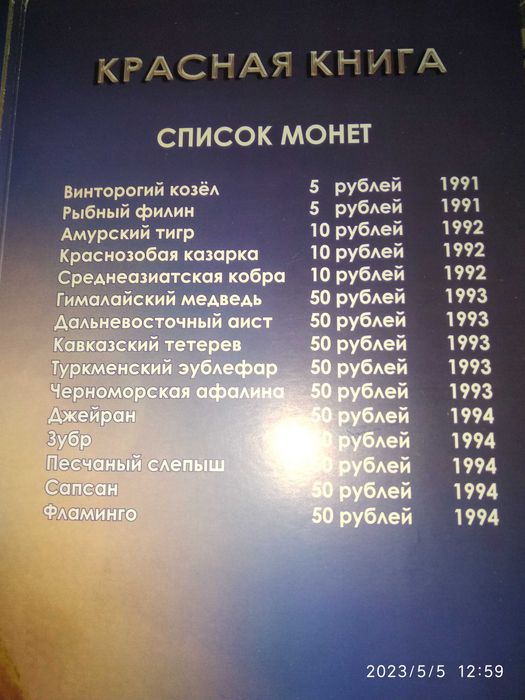 КРАСНАЯ КНИГА
СПИСОК МОНЕТ
Винторогий козёл 5 рублей 1991
Рыбный филин 5 рублей 1991
Амурский тигр 10 рублей 1992
Краснозобая казарка 10 рублей 1992
Среднеазиатская кобра 10 рублей 1992
Гималайский медведь 50 рублей 1993
Дальневосточный аист 50 рублей 1993
Кавказский тетерев 50 рублей 1993
Туркменский эублефар 50 рублей 1993
Черноморская афалина 50 рублей 1993
Джейран 50 рублей 1994
Зубр 50 рублей 1994
Песчаный слепыш 50 рублей 1994
Сапсан 50 рублей 1994
Фламинго 50 рублей 1994
2023/5/5 12:59